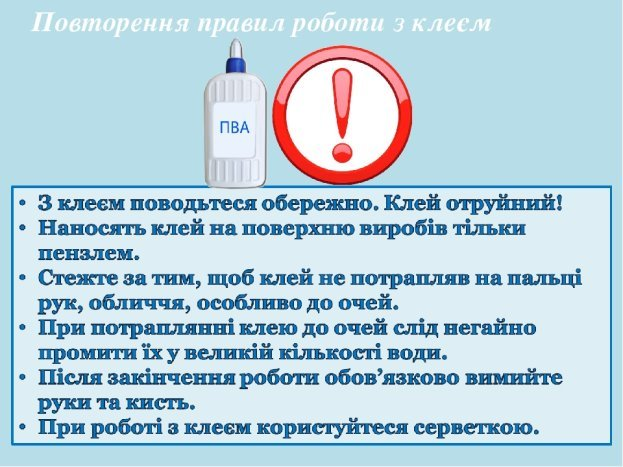 Повторення правил роботи з клеєм
ПВА
• З клеєм поводьтеся обережно. Клей отруйний!
• Наносять клей на поверхню виробів тільки
пензлем.
• Стежте за тим, щоб клей не потрапляв на пальці
рук, обличчя, особливо до очей.
• При потраплянні клею до очей слід негайно
промити їх у великій кількості води.
• Після закінчення роботи обов’язково вимийте
руки та кисть.
• При роботі з клеєм користуйтеся серветкою.